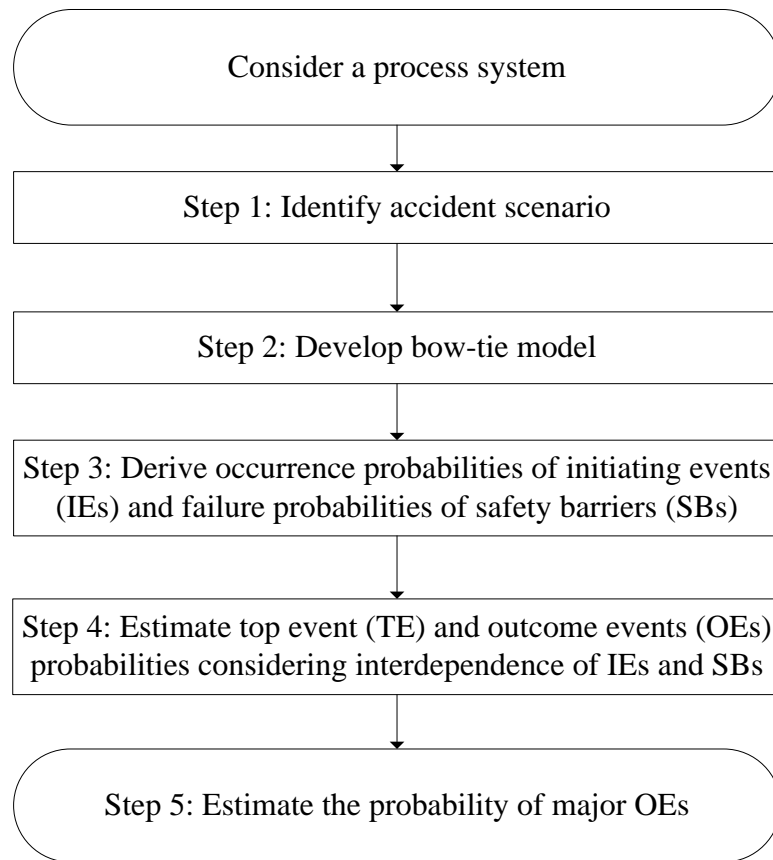 Consider a process system
Step 1: Identify accident scenario
Step 2: Develop bow-tie model
Step 3: Derive occurrence probabilities of initiating events
(IEs) and failure probabilities of safety barriers (SBs)
Step 4: Estimate top event (TE) and outcome events (OEs)
probabilities considering interdependence of IEs and SBs
Step 5: Estimate the probability of major OEs